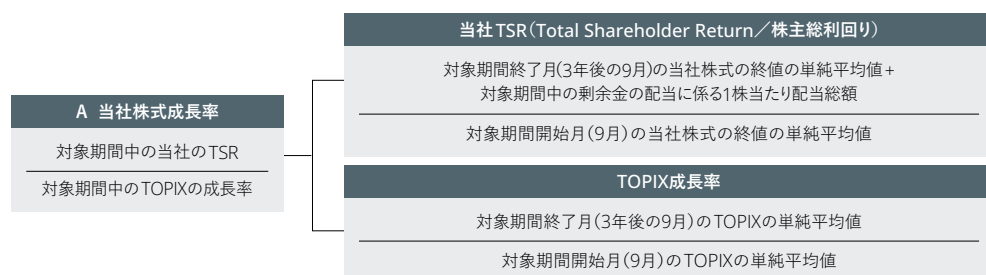 A 当社株式成長率
対象期間中の当社のTSR
対象期間中のTOPIXの成長率
当社TSR(Total Shareholder Return/株主総利回り)
対象期間終了月(3年後の9月)の当社株式の終値の単純平均値+
対象期間中の剰余金の配当に係る1株当たり配当総額
対象期間開始月(9月)の当社株式の終値の単純平均値
TOPIX成長率
対象期間終了月(3年後の9月)のTOPIXの単純平均値
対象期間開始月(9月)のTOPIXの単純平均値